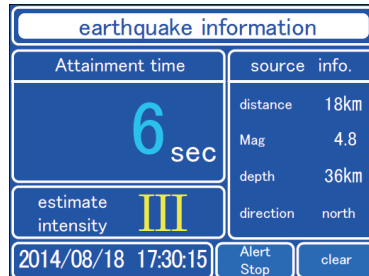 earthquake information
Attainment time
6 sec
estimate
intensity
III
source info.
distance 18km
Mag 4.8
depth 36km
direction north
2014/08/18 17:30:15
Alert
Stop
clear